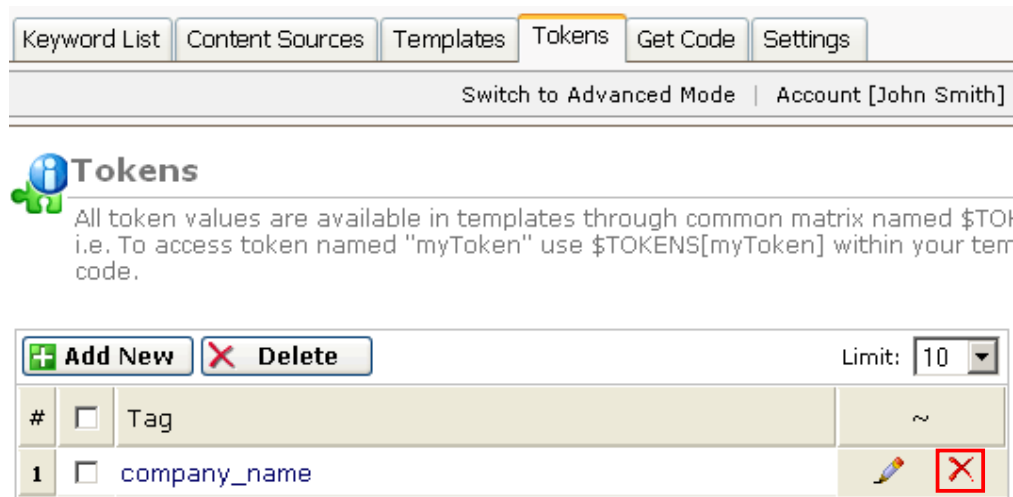 Keyword List Content Sources Templates Tokens Get Code Settings
Switch to Advanced Mode | Account [John Smith]
Tokens
All token values are available in templates through common matrix named
i.e. To access token named "myToken" use $TOKENS[myToken] within your
code.
Add New Delete Limit: 10
# Tag ~
1 company_name